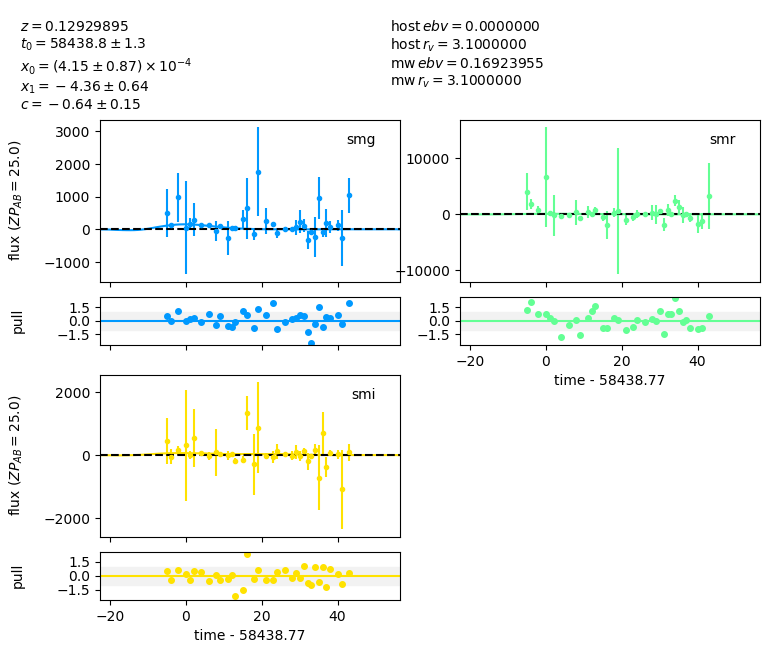 z = 0.12929895
t₀ = 58438.8 ± 1.3
x₀ = (4.15 ± 0.87) × 10⁻⁴
x₁ = − 4.36 ± 0.64
c = − 0.64 ± 0.15
host ebv = 0.0000000
host r_v = 3.1000000
mw ebv = 0.16923955
mw r_v = 3.1000000
flux (ZP_AB = 25.0)
3000
2000
1000
0
−1000
smg
10000
0
−10000
smr
pull
1.5
0.0
−1.5
1.5
0.0
−1.5
−20
0
20
40
time - 58438.77
flux (ZP_AB = 25.0)
2000
0
−2000
smi
pull
1.5
0.0
−1.5
−20
0
20
40
time - 58438.77